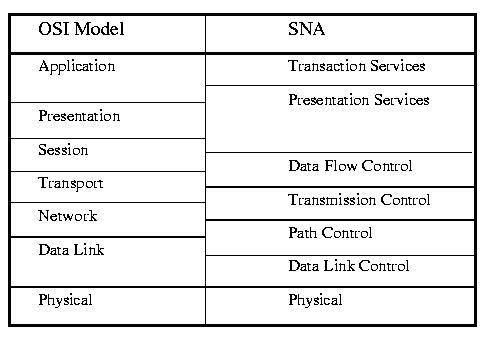 OSI Model SNA
Application Transaction Services
Presentation Services
Presentation
Session
Data Flow Control
Transport
Transmission Control
Network
Path Control
Data Link
Data Link Control
Physical Physical